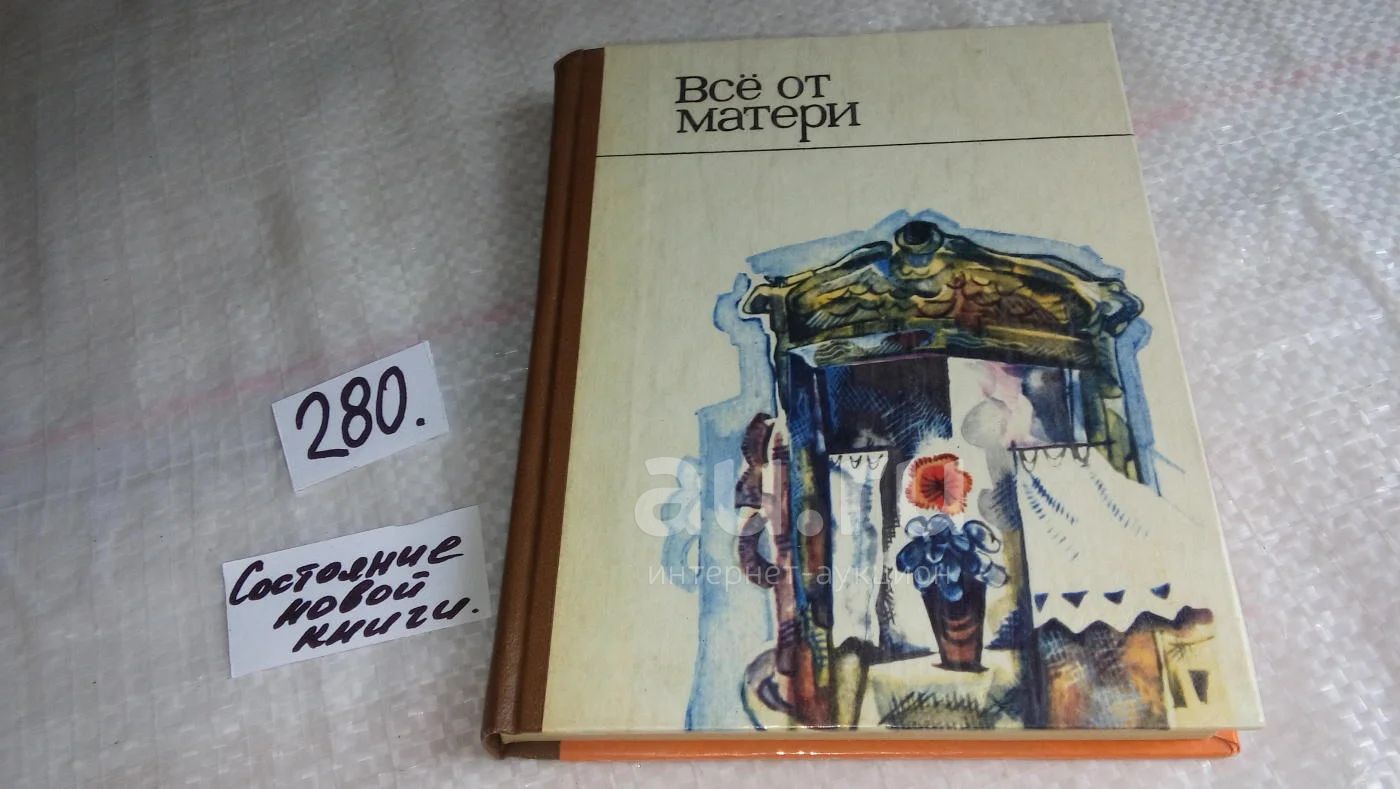 Всё от
матери
280.
Состояние
новой
книги.
au.ru
интернет-аукцион